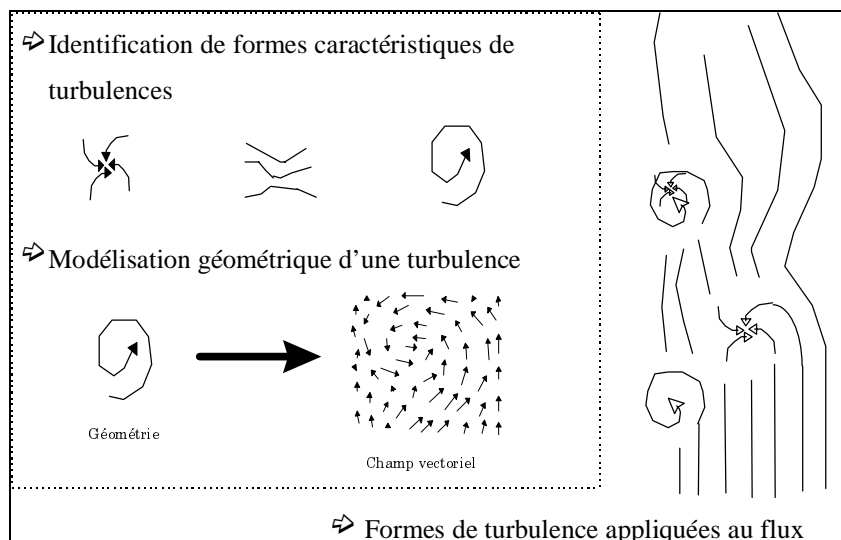 Identification de formes caractéristiques de
turbulences
Modélisation géométrique d'une turbulence
Géométrie
Champ vectoriel
Formes de turbulence appliquées au flux